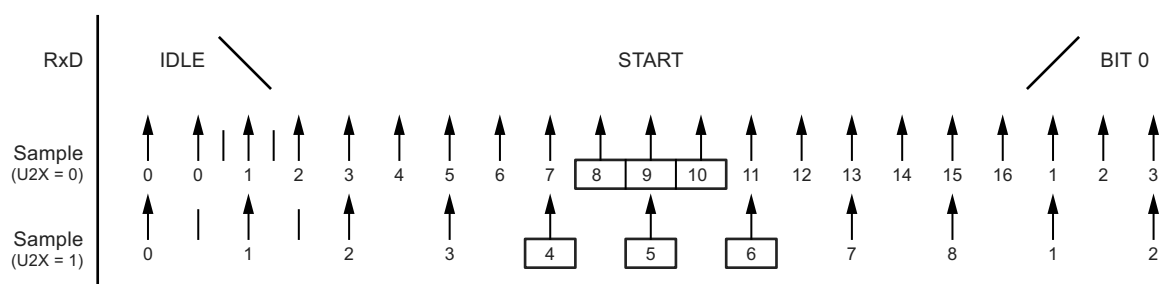 RxD IDLE START BIT 0
Sample
(U2X = 0)
0 0 1 2 3 4 5 6 7 8 9 10 11 12 13 14 15 16 1 2 3
Sample
(U2X = 1)
0 1 2 3 4 5 6 7 8 1 2